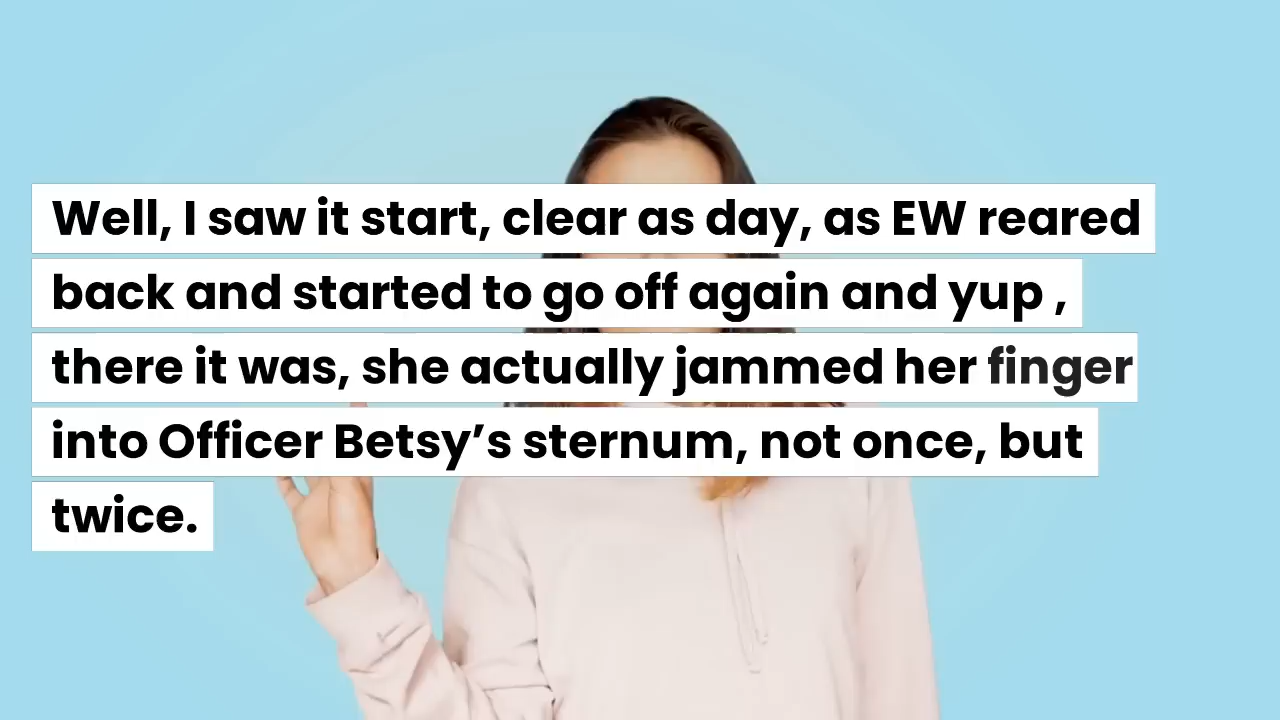 Well, I saw it start, clear as day, as EW reared
back and started to go off again and yup ,
there it was, she actually jammed her finger
into Officer Betsy’s sternum, not once, but
twice.